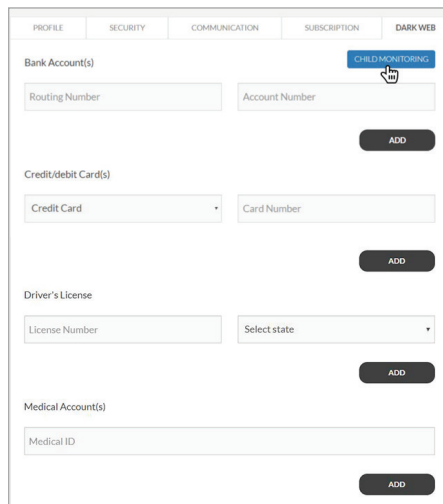 PROFILE SECURITY COMMUNICATION SUBSCRIPTION DARK WEB
Bank Account(s) CHILD MONITORING
Routing Number Account Number
ADD
Credit/debit Card(s)
Credit Card Card Number
ADD
Driver's License
License Number Select state
ADD
Medical Account(s)
Medical ID
ADD